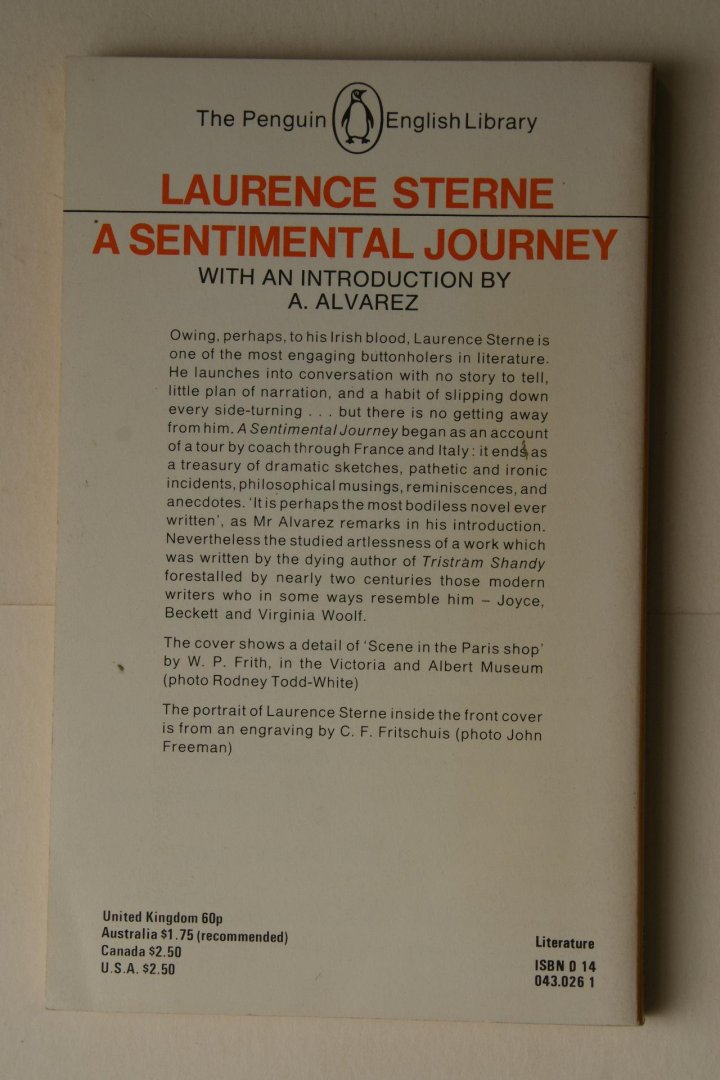 The Penguin English Library
LAURENCE STERNE
A SENTIMENTAL JOURNEY
WITH AN INTRODUCTION BY
A. ALVAREZ
Owing, perhaps, to his Irish blood, Laurence Sterne is
one of the most engaging buttonholers in literature.
He launches into conversation with no story to tell,
little plan of narration, and a habit of slipping down
every side-turning . . . but there is no getting away
from him. A Sentimental Journey began as an account
of a tour by coach through France and Italy: it ends as
a treasury of dramatic sketches, pathetic and ironic
incidents, philosophical musings, reminiscences, and
anecdotes. 'It is perhaps the most bodiless novel ever
written', as Mr Alvarez remarks in his introduction.
Nevertheless the studied artlessness of a work which
was written by the dying author of Tristram Shandy
forestalled by nearly two centuries those modern
writers who in some ways resemble him – Joyce,
Beckett and Virginia Woolf.
The cover shows a detail of 'Scene in the Paris shop'
by W. P. Frith, in the Victoria and Albert Museum
(photo Rodney Todd-White)
The portrait of Laurence Sterne inside the front cover
is from an engraving by C. F. Fritschuis (photo John
Freeman)
United Kingdom 60p
Australia $1.75 (recommended)
Canada $2.50
U.S.A. $2.50
Literature
ISBN 0 14
043.026 1